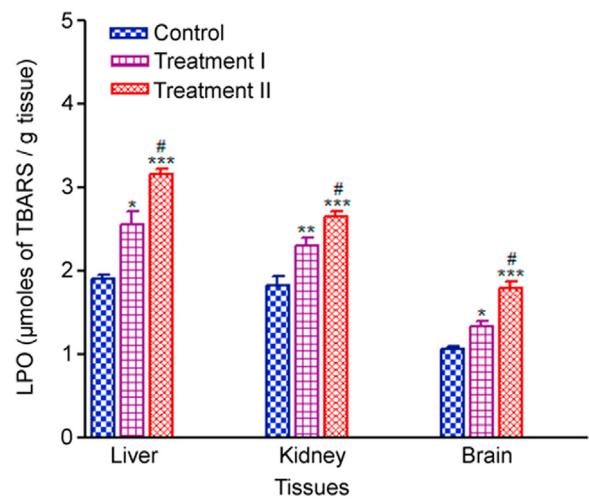 5
4
3
2
1
0
LPO (μmoles of TBARS / g tissue)
Control
Treatment I
Treatment II
*
#
***
**
#
***
*
#
***
Liver
Kidney
Brain
Tissues